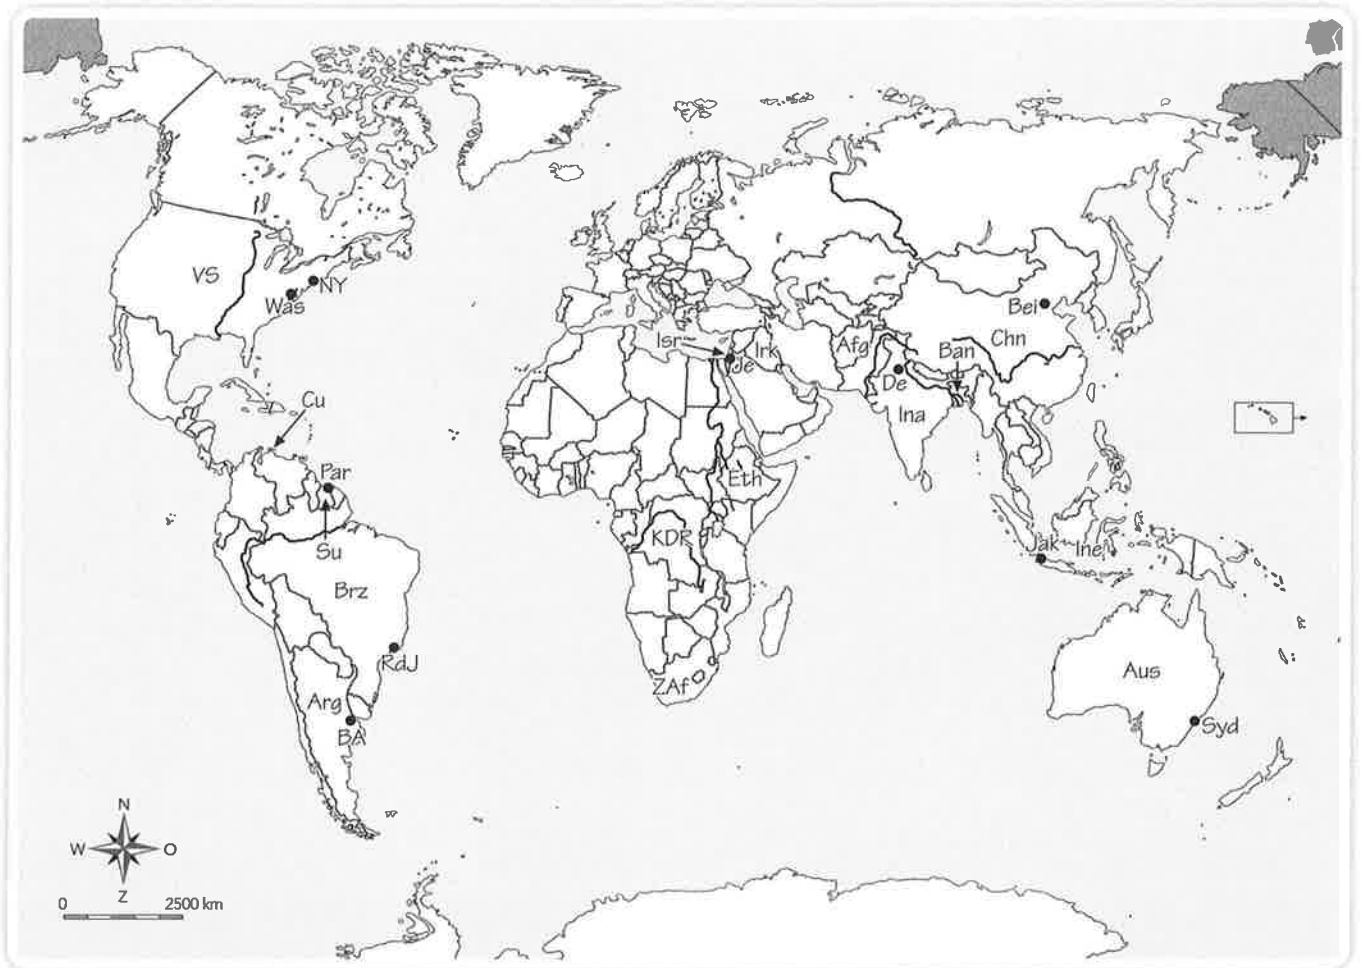 VS
NY
Was
Isr
Je
Irk
Afg
Bei
Chn
Ban
De
Ina
Cu
Par
Su
Eth
KDR
Jak
Ine
Brz
RdJ
Arg
BA
ZAf
Aus
Syd
N
W
O
Z
0
2500 km